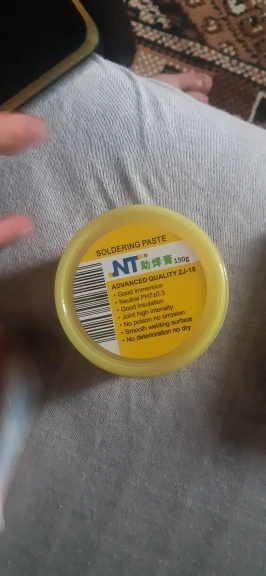 SOLDERING PASTE
NT® 助焊膏 150g
ADVANCED QUALITY ZJ-18
• Good immersion
• Neutral PH7±0.3
• Good insulation
• Joint high intensity
• No poison no orrosion
• Smooth welding surface
• No deterioration no dry